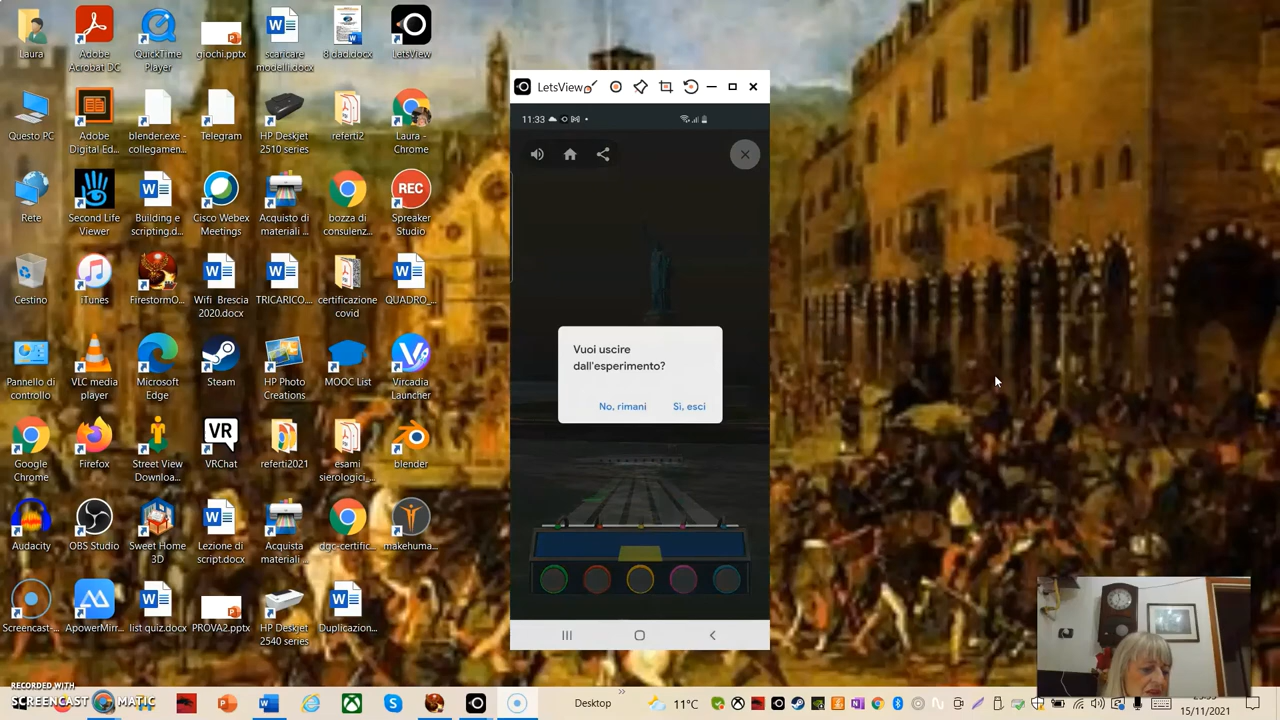 Laura
Adobe
Acrobat DC
QuickTime
Player
giochi.pptx
scaricare
modelli.docx
8 dad.docx
LetsView
Questo PC
Adobe
Digital Ed...
blender.exe -
collegamen...
Telegram
HP Deskjet
2510 series
referti2
Laura -
Chrome
Rete
Second Life
Viewer
Building e
scripting.d...
Cisco Webex
Meetings
Acquisto di
materiali ...
bozza di
consulenz...
REC
Spreaker
Studio
Cestino
iTunes
FirestormO...
Wifi Brescia
2020.docx
TRICARICO....
certificazione
covid
QUADRO_...
Pannello di
controllo
VLC media
player
Microsoft
Edge
Steam
HP Photo
Creations
MOOC List
Vircadia
Launcher
Google
Chrome
Firefox
Street View
Downloa...
VR
VRChat
referti2021
esami
sierologici_...
blender
Audacity
OBS Studio
Sweet Home
3D
Lezione di
script.docx
Acquista
materiali ...
dgc-certific...
makehuma...
Screencast-...
ApowerMirr...
list quiz.docx
PROVA2.pptx
HP Deskjet
2540 series
Duplicazion...
LetsView
11:33
Vuoi uscire
dall'esperimento?
No, rimani
Sì, esci
RECORDED WITH
SCREENCAST MATIC
Desktop
11°C
15/11/2021